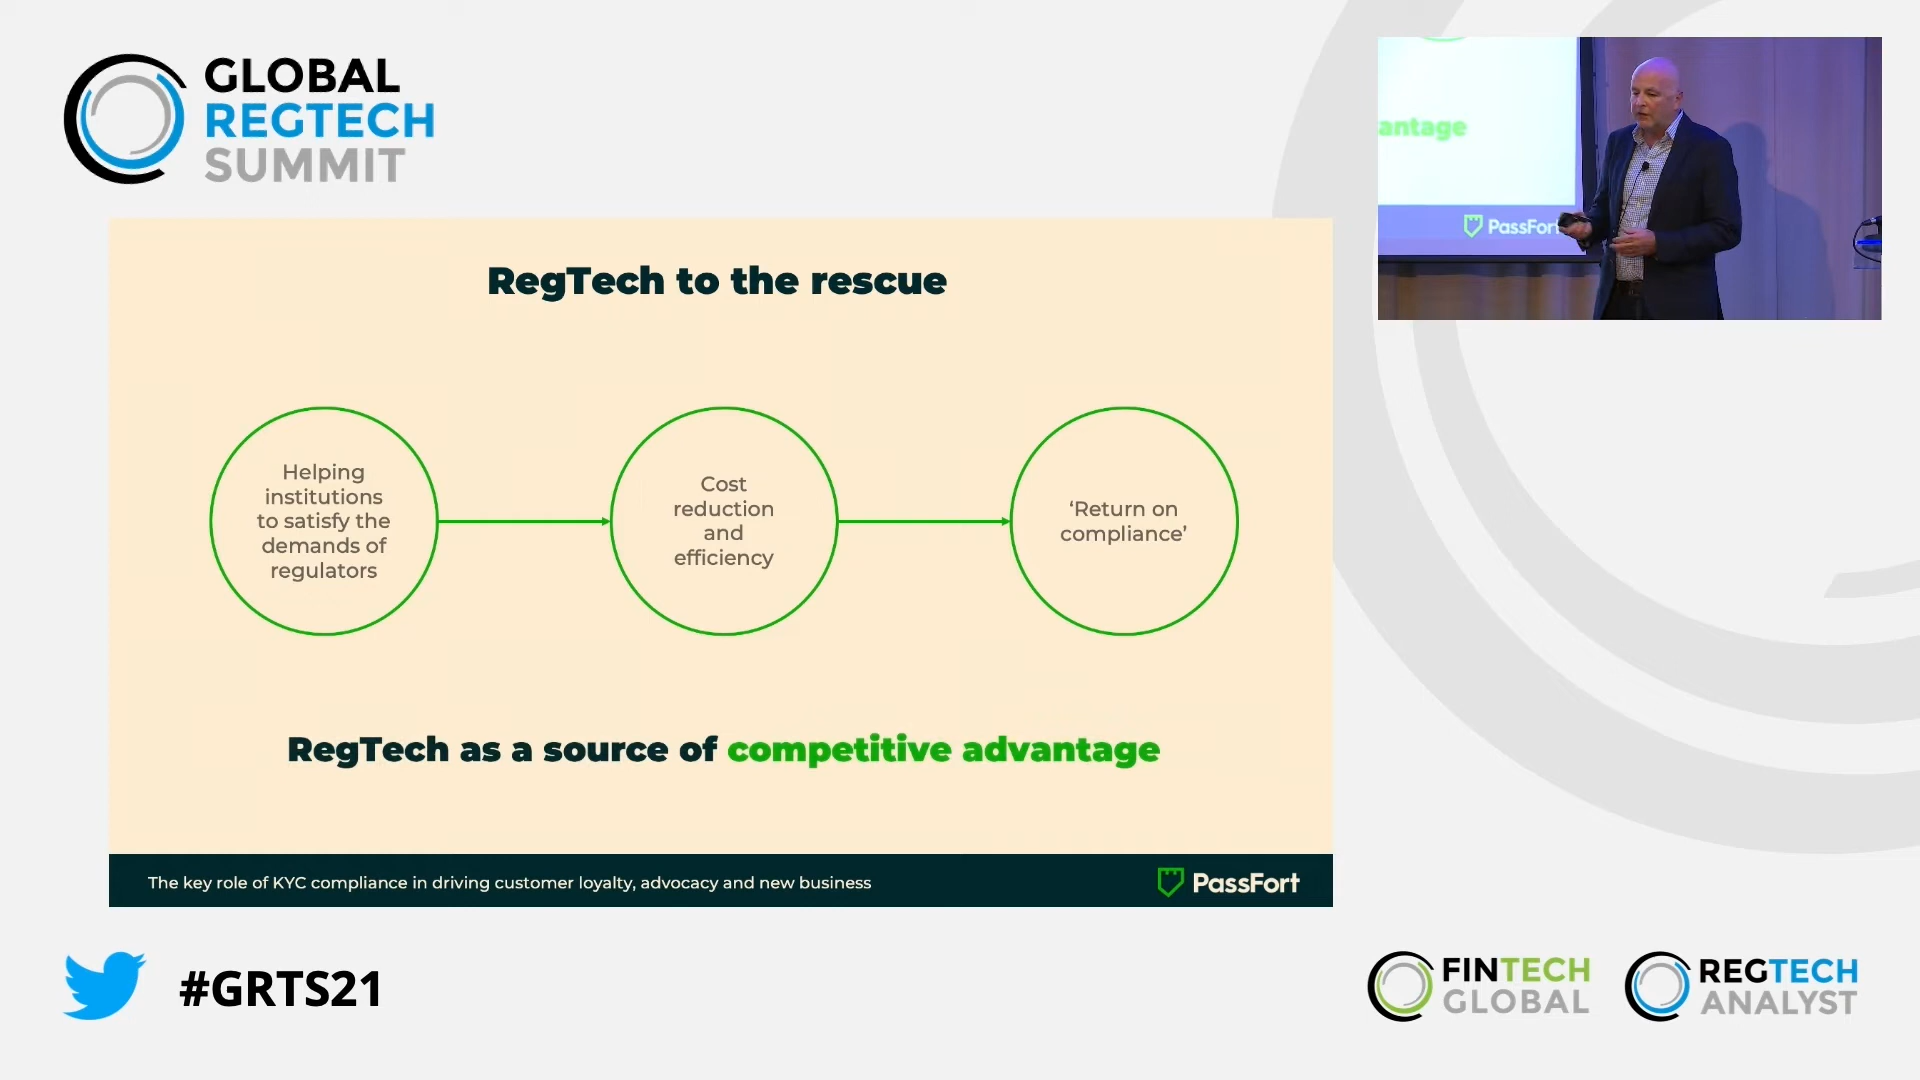 GLOBAL
REGTECH
SUMMIT
antage
PassFort
RegTech to the rescue
Helping
institutions
to satisfy the
demands of
regulators
Cost
reduction
and
efficiency
‘Return on
compliance’
RegTech as a source of competitive advantage
The key role of KYC compliance in driving customer loyalty, advocacy and new business
PassFort
#GRTS21
FINTECH
GLOBAL
REGTECH
ANALYST